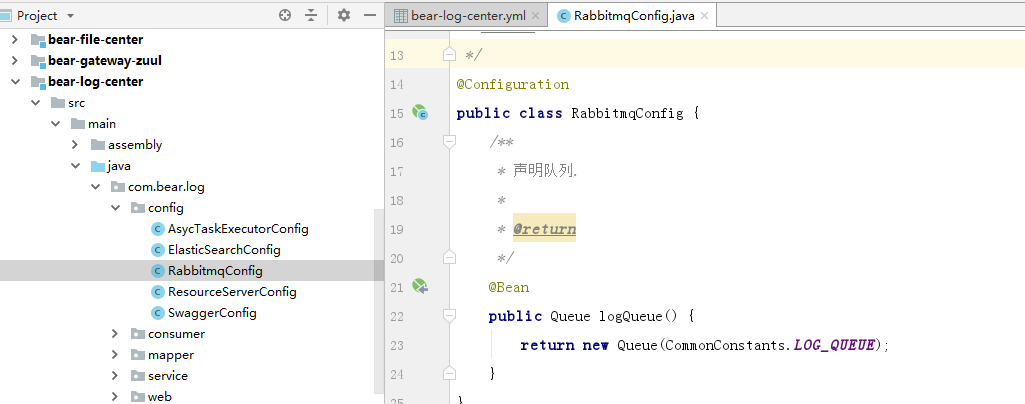 Project
bear-file-center
bear-gateway-zuul
bear-log-center
src
main
assembly
java
com.bear.log
config
AsycTaskExecutorConfig
ElasticSearchConfig
RabbitmqConfig
ResourceServerConfig
SwaggerConfig
consumer
mapper
service
web
bear-log-center.yml
RabbitmqConfig.java
13 */
14 @Configuration
15 public class RabbitmqConfig {
16 /**
17 * 声明队列.
18 *
19 * @return
20 */
21 @Bean
22 public Queue logQueue() {
23 return new Queue(CommonConstants.LOG_QUEUE);
24 }
25 }